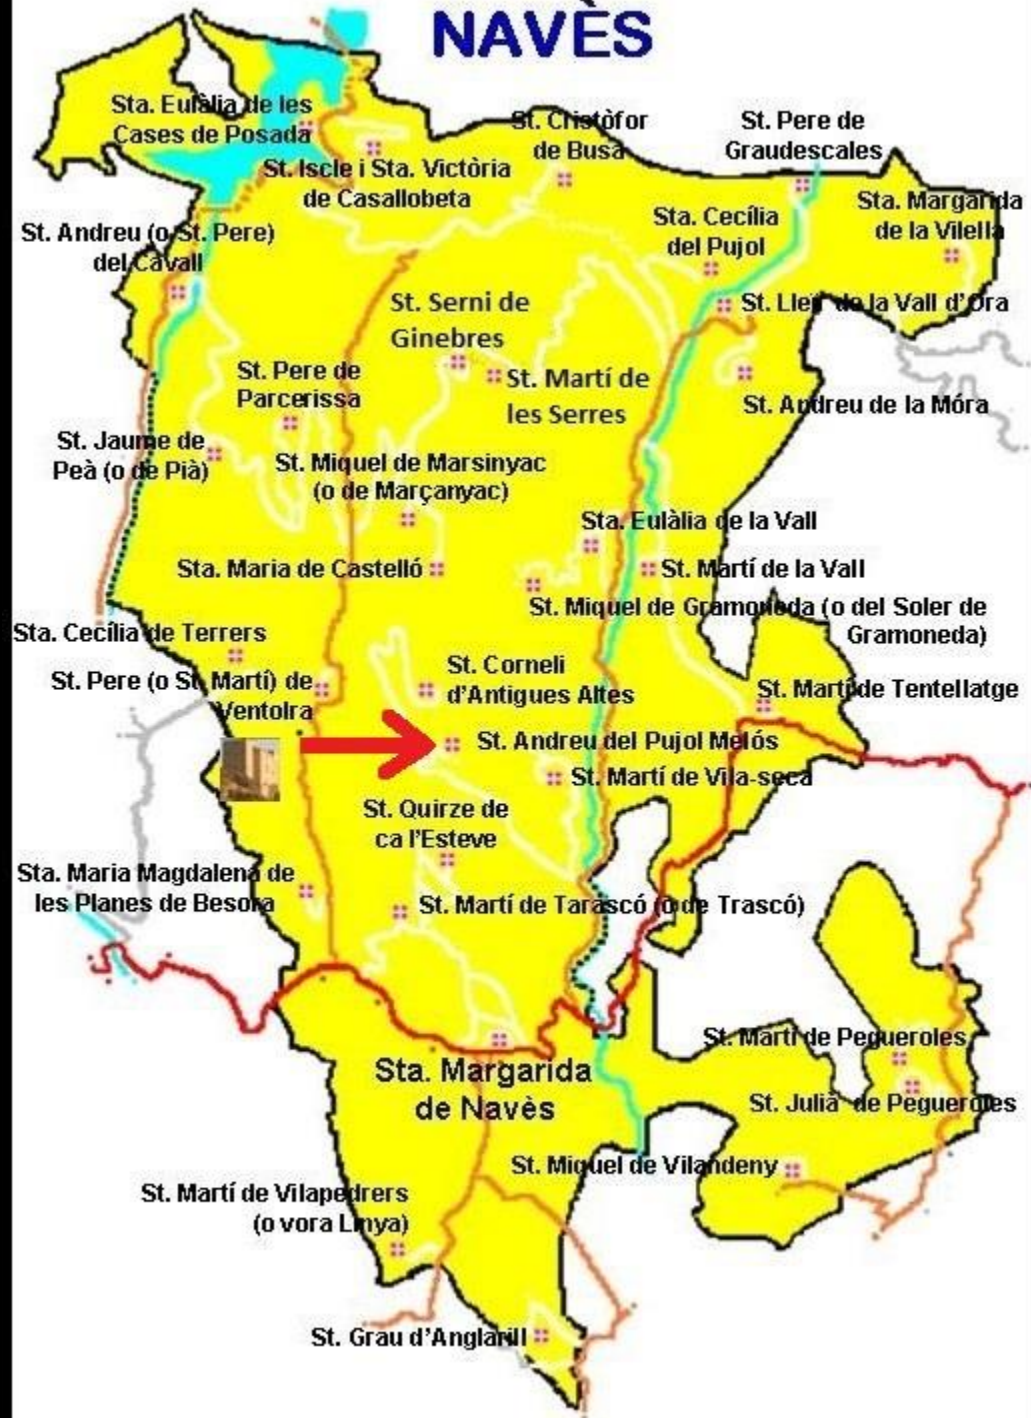 NAVÈS
Sta. Eulàlia de les
Cases de Posada
St. Cristòfor
de Busa
St. Pere de
Graudescales
St. Iscle i Sta. Victòria
de Casallobeta
Sta. Margarida
de la Vilella
Sta. Cecília
del Pujol
St. Andreu (o St. Pere)
del Cavall
St. Serni de
Ginebres
St. Lleïr de la Vall d'Ora
St. Pere de
Parcerissa
St. Martí de
les Serres
St. Andreu de la Móra
St. Jaume de
Peà (o de Pià)
St. Miquel de Marsinyac
(o de Marçanyac)
Sta. Eulàlia de la Vall
Sta. Maria de Castelló
St. Martí de la Vall
St. Miquel de Gramoneda (o del Soler de
Gramoneda)
Sta. Cecília de Terrers
St. Pere (o St. Martí) de
Ventolra
St. Corneli
d'Antigues Altes
St. Martí de Tentellatge
St. Andreu del Pujol Melós
St. Martí de Vila-seca
St. Quirze de
ca l'Esteve
Sta. Maria Magdalena de
les Planes de Besora
St. Martí de Tarascó (o de Trascó)
St. Martí de Pegueroles
Sta. Margarida
de Navès
St. Julià de Pegueroles
St. Miquel de Vilandeny
St. Martí de Vilapedrers
(o vora Linya)
St. Grau d'Anglarill